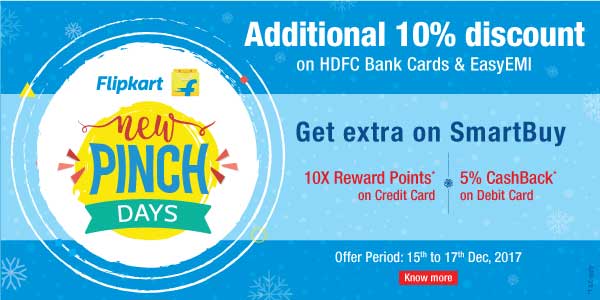 Additional 10% discount
on HDFC Bank Cards & EasyEMI
Flipkart
new
PINCH
DAYS
Get extra on SmartBuy
10X Reward Points*
on Credit Card
5% CashBack*
on Debit Card
Offer Period: 15th to 17th Dec, 2017
Know more